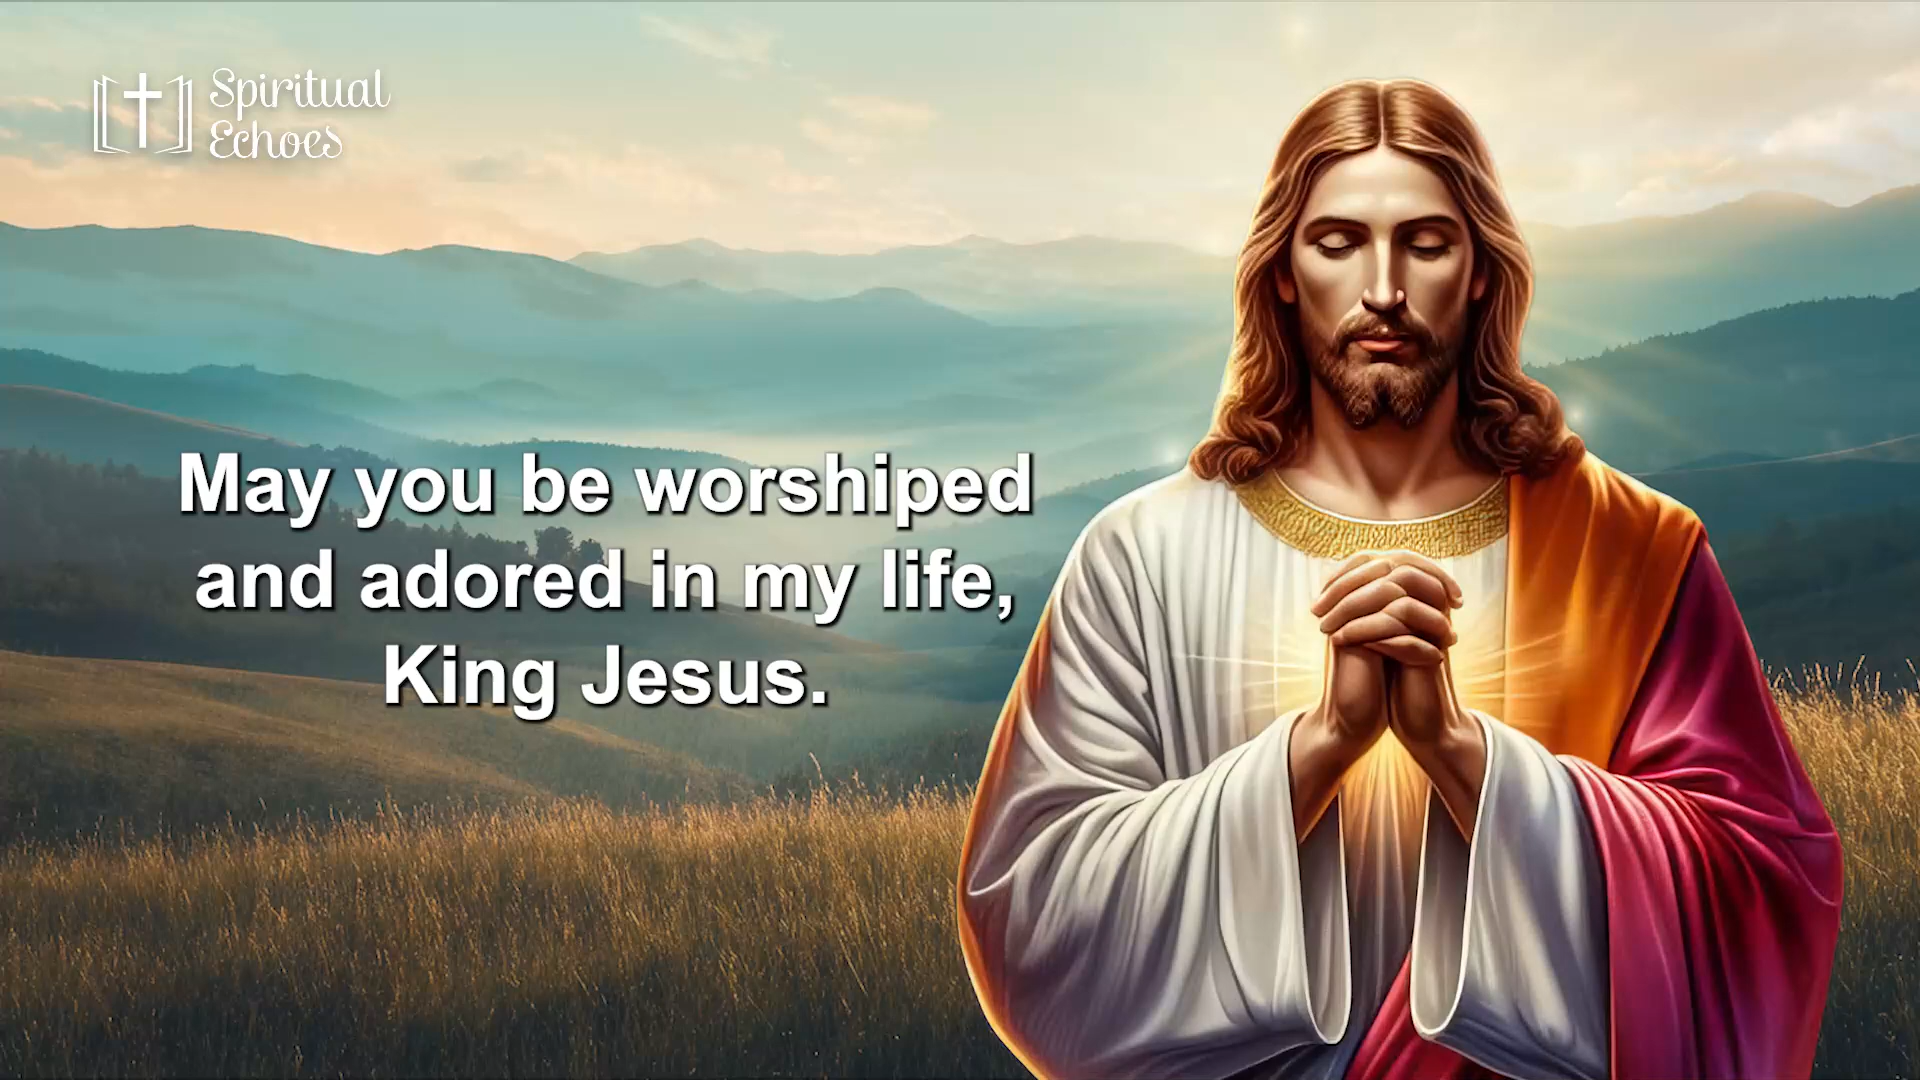 Spiritual
Echoes
May you be worshiped
and adored in my life,
King Jesus.